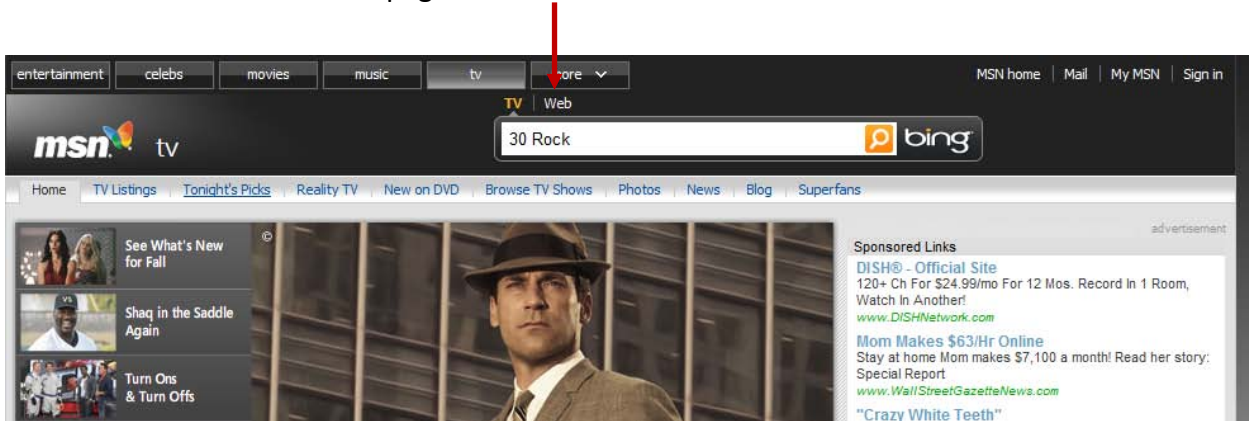 entertainment celebs movies music tv MSN home Mail My MSN Sign in
TV Web
msn tv 30 Rock bing
Home TV Listings Tonight's Picks Reality TV New on DVD Browse TV Shows Photos News Blog Superfans
advertisement
©
See What's New
for Fall
Shaq in the Saddle
Again
Turn Ons
& Turn Offs
Sponsored Links
DISH® - Official Site
120+ Ch For $24.99/mo For 12 Mos. Record In 1 Room,
Watch In Another!
www.DISHNetwork.com
Mom Makes $63/Hr Online
Stay at home Mom makes $7,100 a month! Read her story:
Special Report
www.WallStreetGazetteNews.com
"Crazy White Teeth"